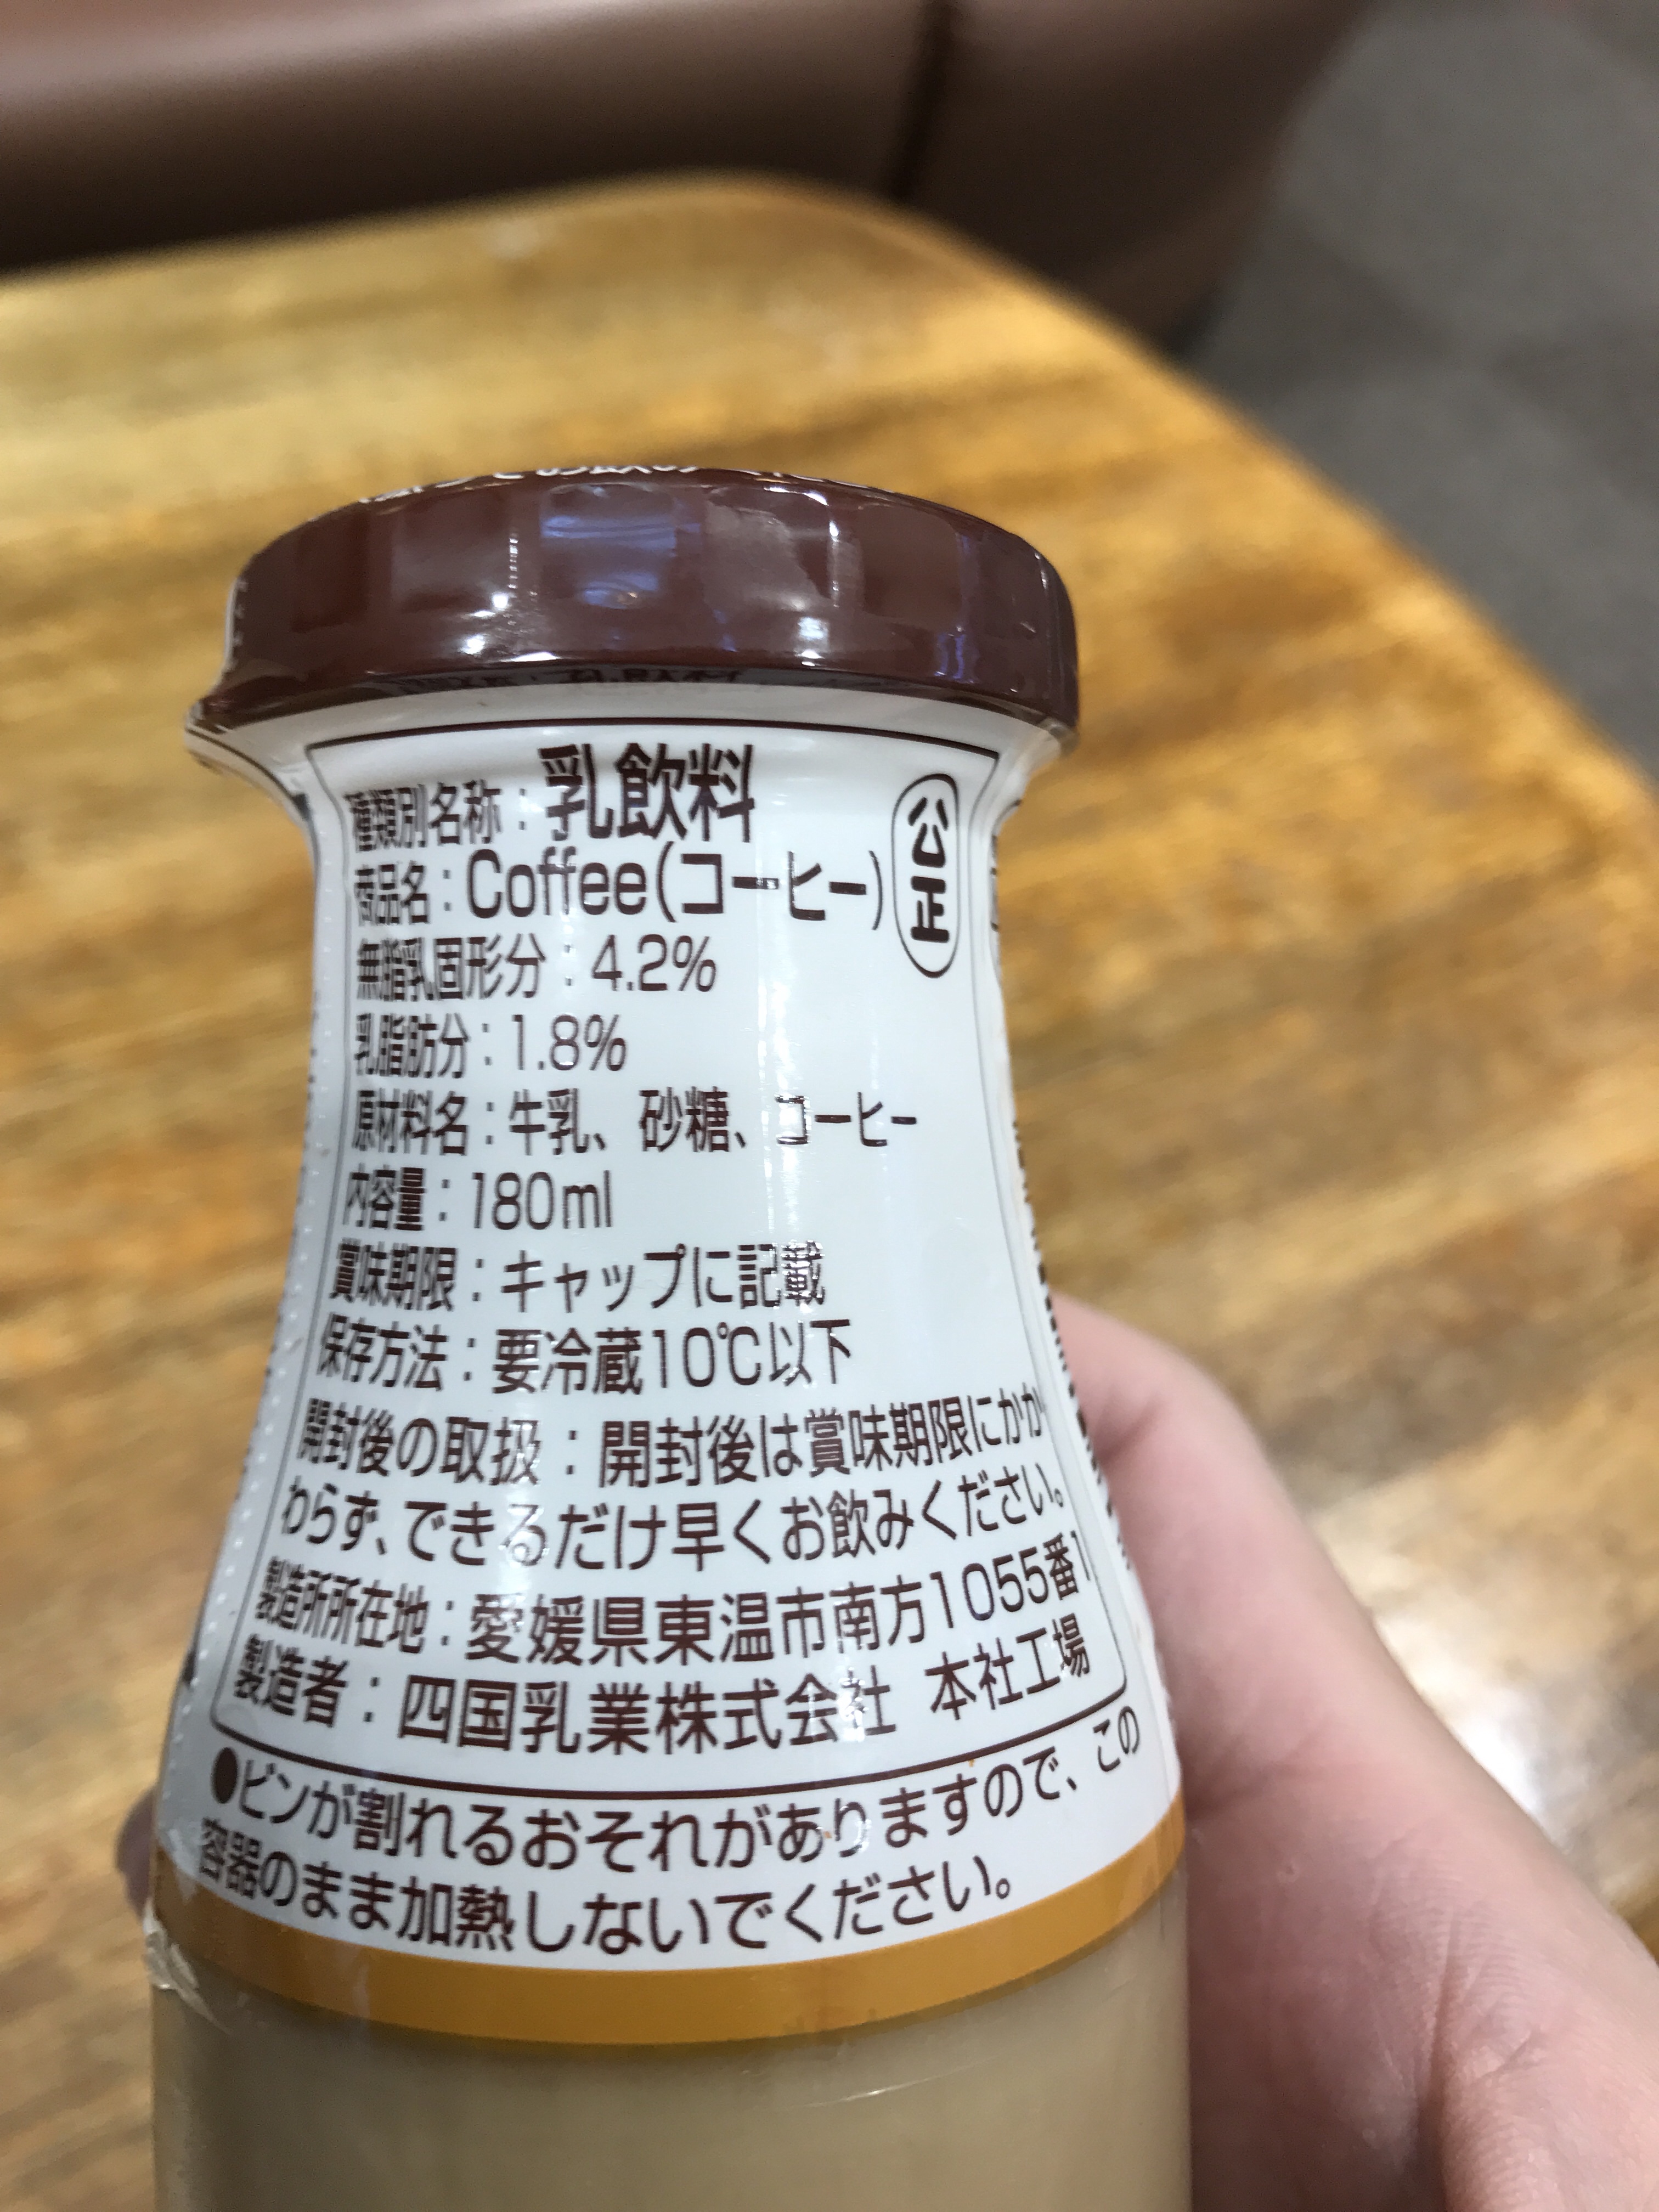 種類別名称：乳飲料
商品名：Coffee(コーヒー)
公正
無脂乳固形分：4.2%
乳脂肪分：1.8%
原材料名：牛乳、砂糖、コーヒー
内容量：180ml
賞味期限：キャップに記載
保存方法：要冷蔵10℃以下
開封後の取扱：開封後は賞味期限にかか
わらず、できるだけ早くお飲みください。
製造所所在地：愛媛県東温市南方1055番1
製造者：四国乳業株式会社 本社工場
●ビンが割れるおそれがありますので、この
容器のまま加熱しないでください。